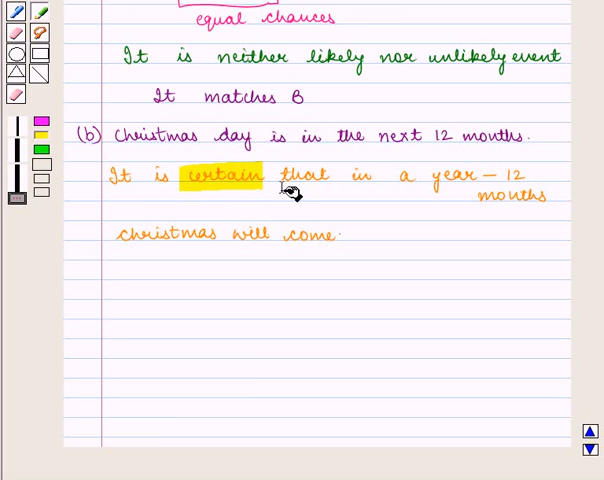 equal chances
It is neither likely nor unlikely event
It matches B
(b) Christmas day is in the next 12 months.
It is certain that in a year - 12
months
christmas will come.